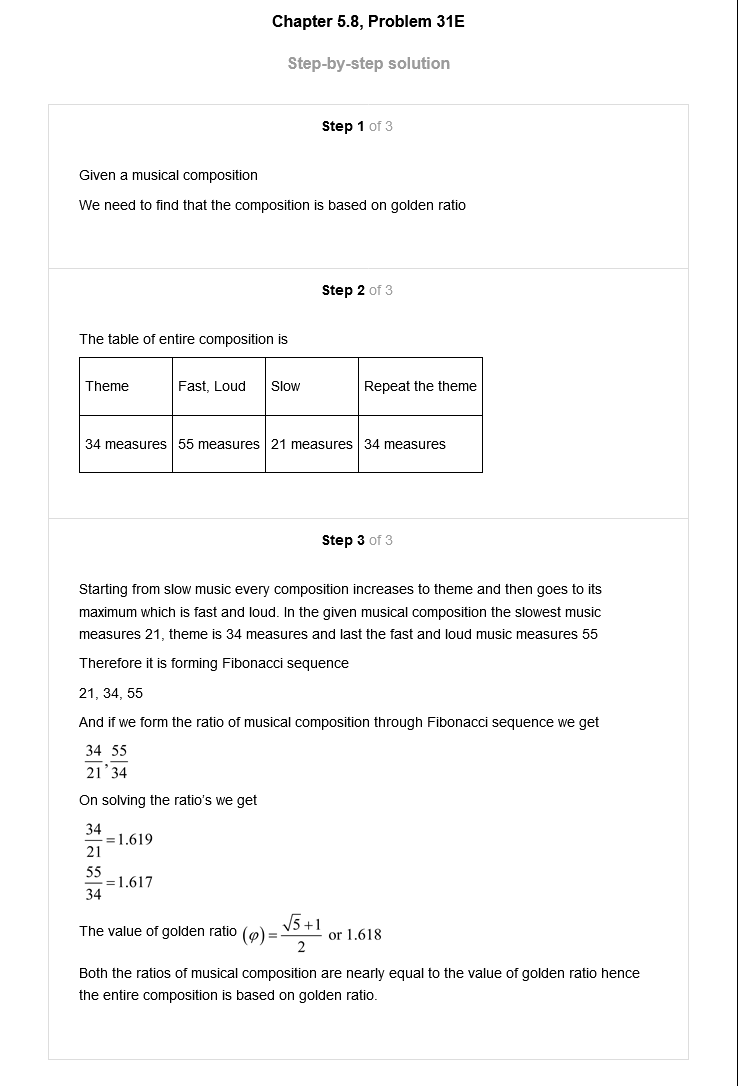 Chapter 5.8, Problem 31E
Step-by-step solution
Step 1 of 3
Given a musical composition
We need to find that the composition is based on golden ratio
Step 2 of 3
The table of entire composition is
Theme Fast, Loud Slow Repeat the theme
34 measures 55 measures 21 measures 34 measures
Step 3 of 3
Starting from slow music every composition increases to theme and then goes to its
maximum which is fast and loud. In the given musical composition the slowest music
measures 21, theme is 34 measures and last the fast and loud music measures 55
Therefore it is forming Fibonacci sequence
21, 34, 55
And if we form the ratio of musical composition through Fibonacci sequence we get
34/21, 55/34
On solving the ratio's we get
34/21 = 1.619
55/34 = 1.617
The value of golden ratio (φ) = (√5+1)/2 or 1.618
Both the ratios of musical composition are nearly equal to the value of golden ratio hence
the entire composition is based on golden ratio.